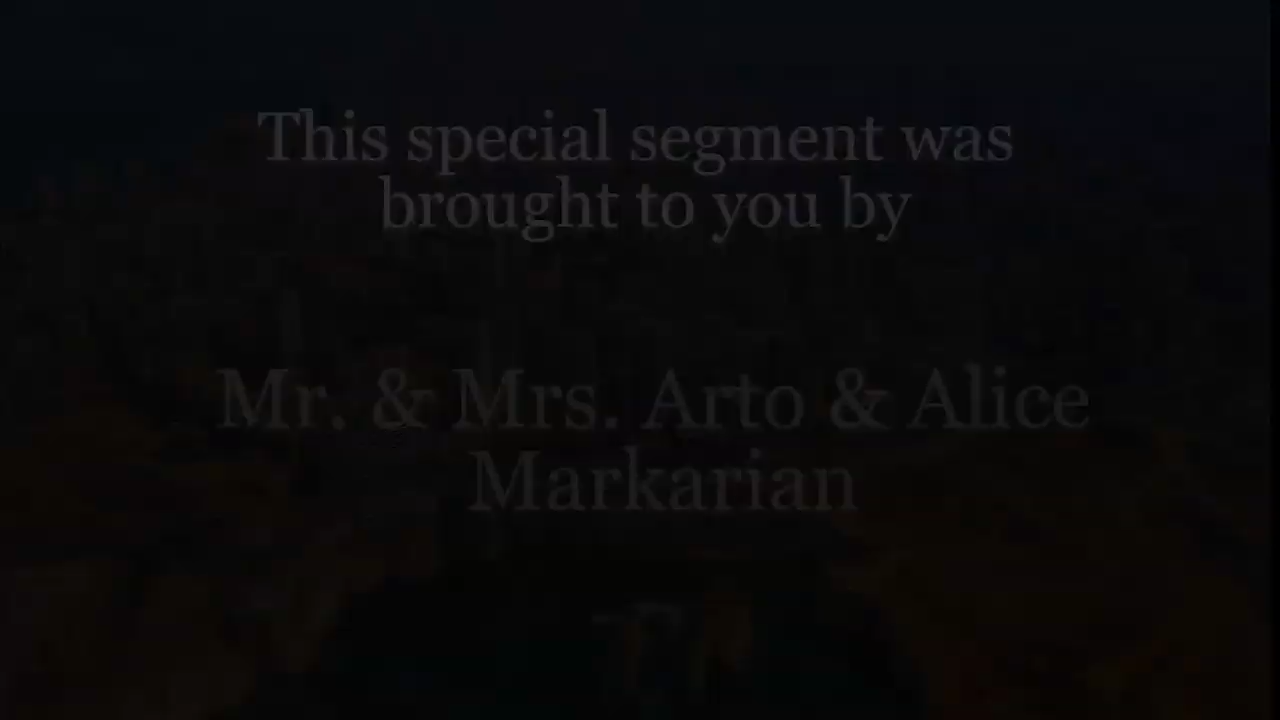 This special segment was
brought to you by
Mr. & Mrs. Arto & Alice
Markarian